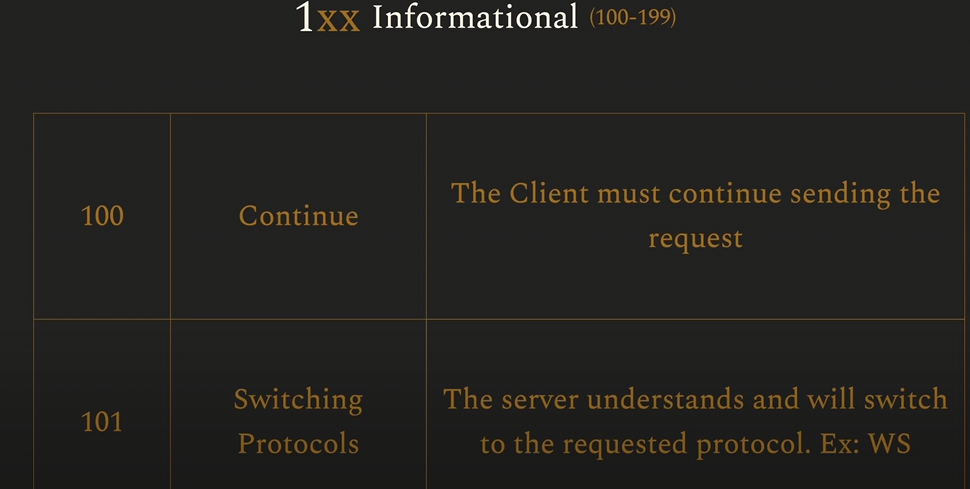 1xx Informational (100-199)
100
Continue
The Client must continue sending the
request
101
Switching
Protocols
The server understands and will switch
to the requested protocol. Ex: WS